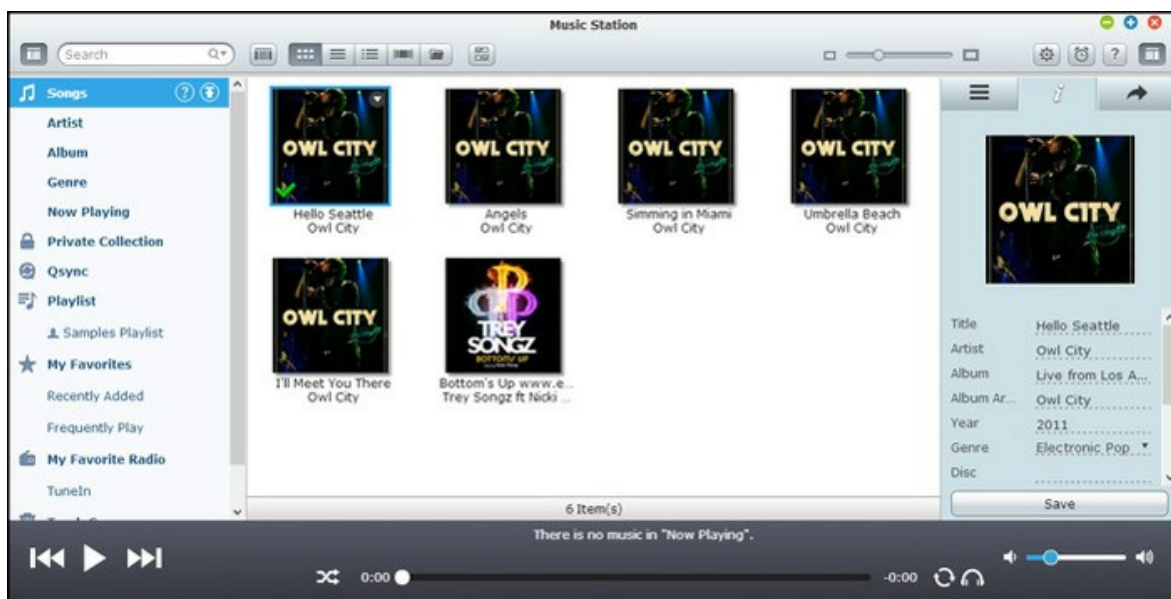 Music Station
Search
Songs
Artist
Album
Genre
Now Playing
Private Collection
Qsync
Playlist
Samples Playlist
My Favorites
Recently Added
Frequently Play
My Favorite Radio
TuneIn
OWL CITY
Hello Seattle
Owl City
OWL CITY
Angels
Owl City
OWL CITY
Simming in Miami
Owl City
OWL CITY
Umbrella Beach
Owl City
OWL CITY
I'll Meet You There
Owl City
TREY
SONGZ
BOTTOMS UP
Bottom's Up www.e...
Trey Songz ft Nicki ...
6 Item(s)
OWL CITY
Title Hello Seattle
Artist Owl City
Album Live from Los A...
Album Ar... Owl City
Year 2011
Genre Electronic Pop
Disc
Save
There is no music in "Now Playing".
0:00 -0:00